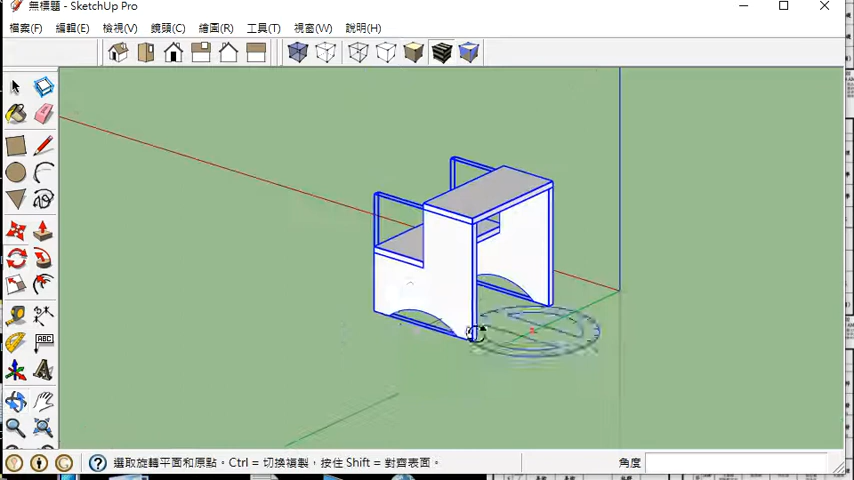 無標題 - SketchUp Pro
檔案(F) 編輯(E) 檢視(V) 鏡頭(C) 繪圖(R) 工具(T) 視窗(W) 說明(H)
ABC
A
選取旋轉平面和原點。Ctrl = 切換複製，按住 Shift = 對齊表面。 角度